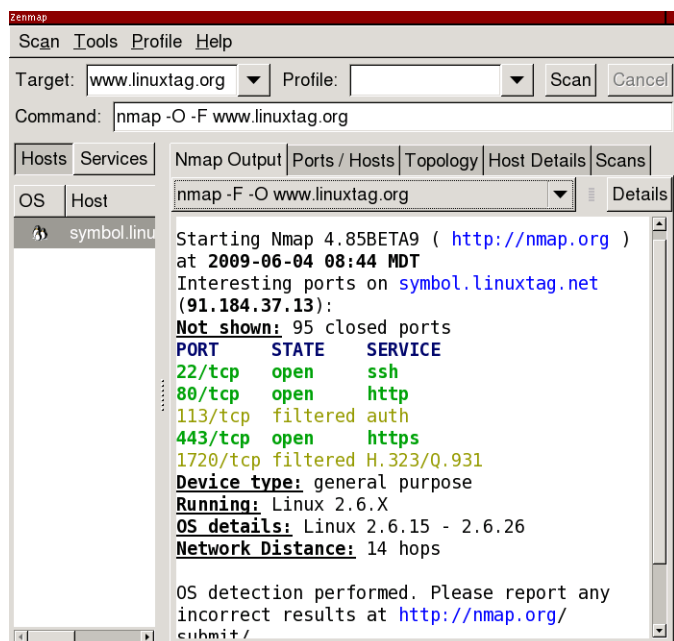 Zenmap
Scan Tools Profile Help
Target: www.linuxtag.org Profile: Scan Cancel
Command: nmap -O -F www.linuxtag.org
Hosts Services
Nmap Output Ports / Hosts Topology Host Details Scans
OS Host
nmap -F -O www.linuxtag.org Details
symbol.linu
Starting Nmap 4.85BETA9 ( http://nmap.org )
at 2009-06-04 08:44 MDT
Interesting ports on symbol.linuxtag.net
(91.184.37.13):
Not shown: 95 closed ports
PORT STATE SERVICE
22/tcp open ssh
80/tcp open http
113/tcp filtered auth
443/tcp open https
1720/tcp filtered H.323/Q.931
Device type: general purpose
Running: Linux 2.6.X
OS details: Linux 2.6.15 - 2.6.26
Network Distance: 14 hops
OS detection performed. Please report any
incorrect results at http://nmap.org/
submit/